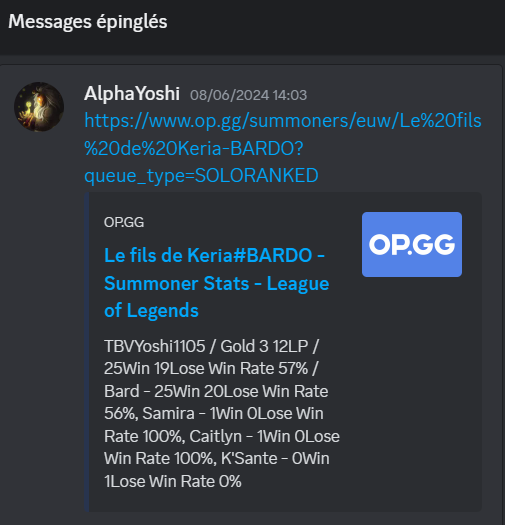 Messages épinglés
AlphaYoshi 08/06/2024 14:03
https://www.op.gg/summoners/euw/Le%20fils
%20de%20Keria-BARDO?
queue_type=SOLORANKED
OP.GG
OP.GG
Le fils de Keria#BARDO -
Summoner Stats - League
of Legends
TBVYoshi1105 / Gold 3 12LP /
25Win 19Lose Win Rate 57% /
Bard - 25Win 20Lose Win Rate
56%, Samira - 1Win 0Lose Win
Rate 100%, Caitlyn - 1Win 0Lose
Win Rate 100%, K'Sante - 0Win
1Lose Win Rate 0%